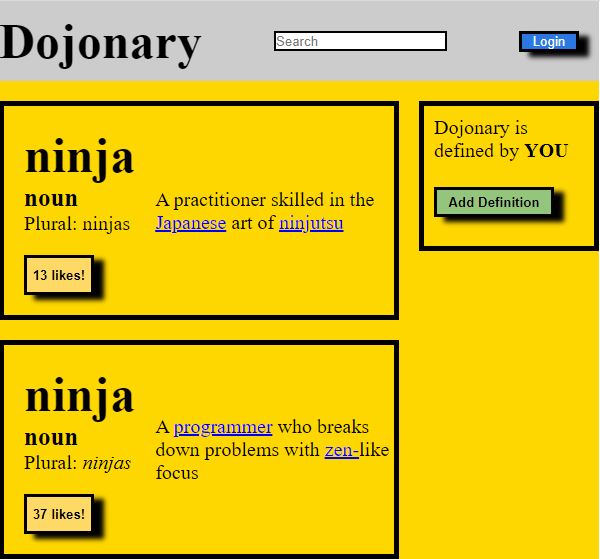 Dojonary
Search
Login
ninja
noun
Plural: ninjas
A practitioner skilled in the
Japanese art of ninjutsu
13 likes!
Dojonary is
defined by YOU
Add Definition
ninja
noun
Plural: ninjas
A programmer who breaks
down problems with zen-like
focus
37 likes!